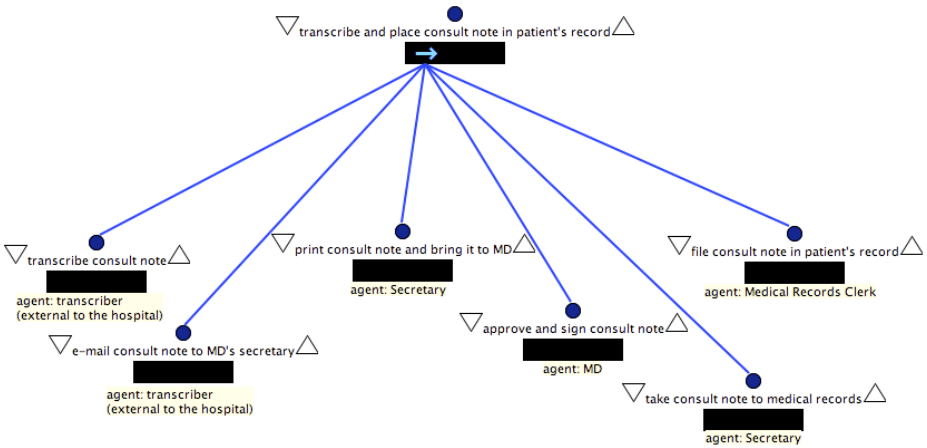 transcribe and place consult note in patient's record
transcribe consult note
agent: transcriber
(external to the hospital)
e-mail consult note to MD's secretary
agent: transcriber
(external to the hospital)
print consult note and bring it to MD
agent: Secretary
approve and sign consult note
agent: MD
take consult note to medical records
agent: Secretary
file consult note in patient's record
agent: Medical Records Clerk